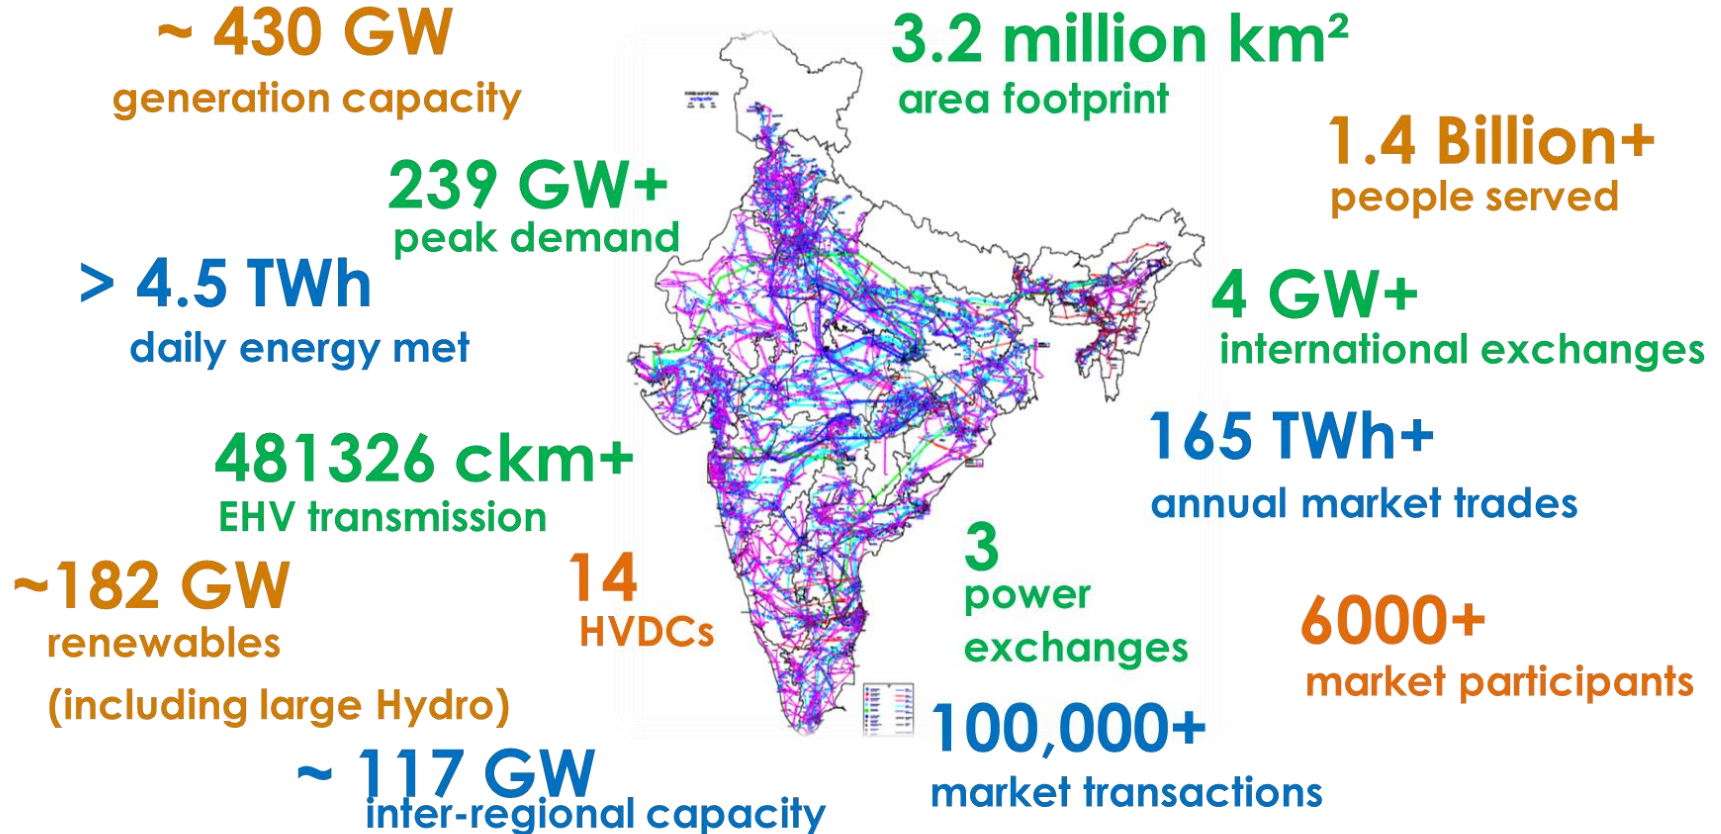 ~ 430 GW
generation capacity
3.2 million km²
area footprint
1.4 Billion+
people served
239 GW+
peak demand
> 4.5 TWh
daily energy met
4 GW+
international exchanges
481326 ckm+
EHV transmission
165 TWh+
annual market trades
~182 GW
renewables
(including large Hydro)
14
HVDCs
3
power
exchanges
6000+
market participants
~ 117 GW
inter-regional capacity
100,000+
market transactions